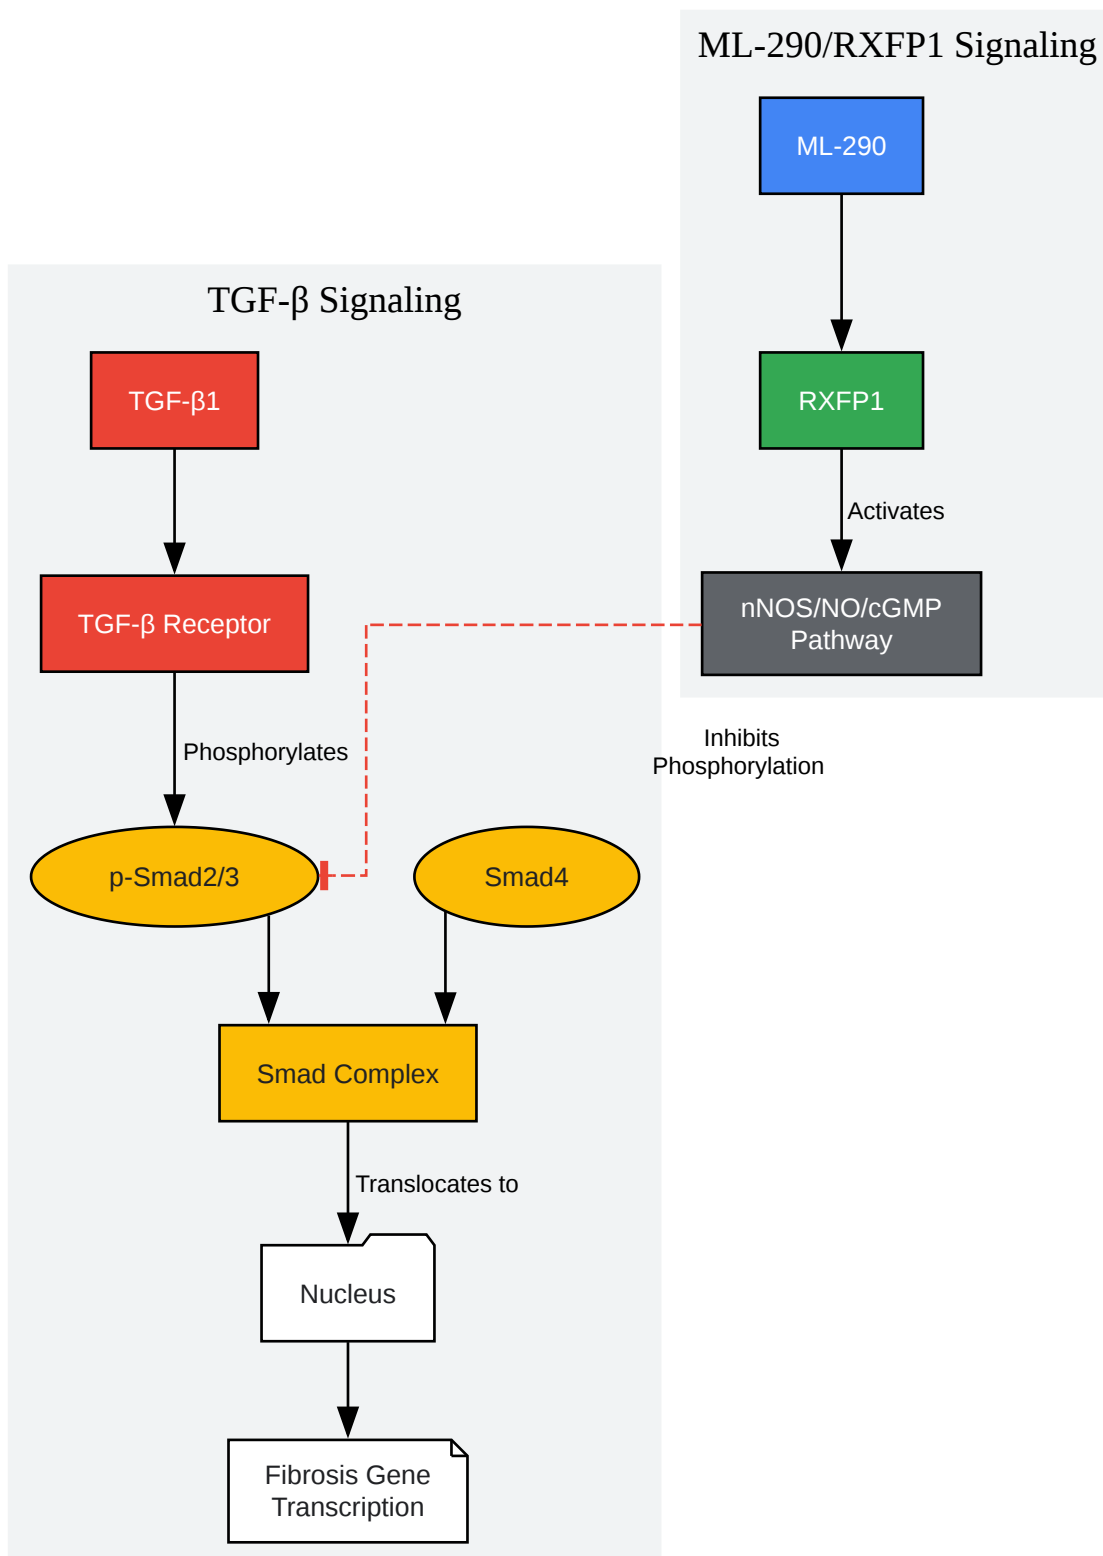 ML-290/RXFP1 Signaling
ML-290
TGF-β Signaling
TGF-β1
RXFP1
Activates
TGF-β Receptor
nNOS/NO/cGMP
Pathway
Phosphorylates
Inhibits
Phosphorylation
p-Smad2/3
Smad4
Smad Complex
Translocates to
Nucleus
Fibrosis Gene
Transcription